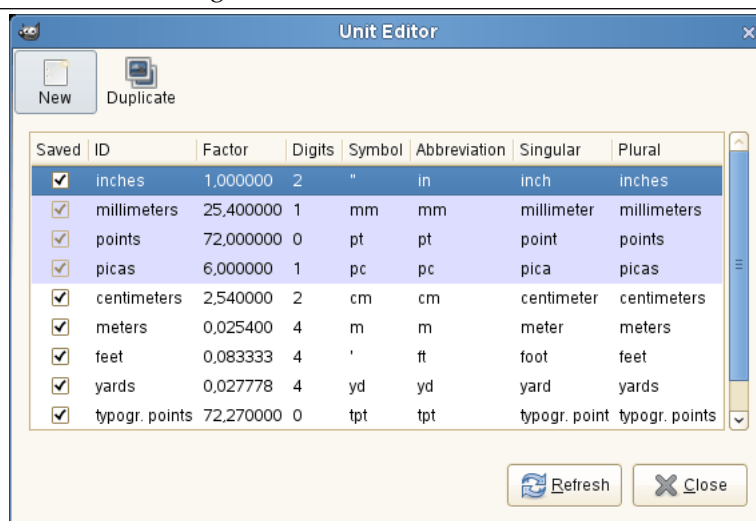 Unit Editor
New Duplicate
Saved ID Factor Digits Symbol Abbreviation Singular Plural
inches 1,000000 2 " in inch inches
millimeters 25,400000 1 mm mm millimeter millimeters
points 72,000000 0 pt pt point points
picas 6,000000 1 pc pc pica picas
centimeters 2,540000 2 cm cm centimeter centimeters
meters 0,025400 4 m m meter meters
feet 0,083333 4 ' ft foot feet
yards 0,027778 4 yd yd yard yards
typogr. points 72,270000 0 tpt tpt typogr. point typogr. points
Refresh Close